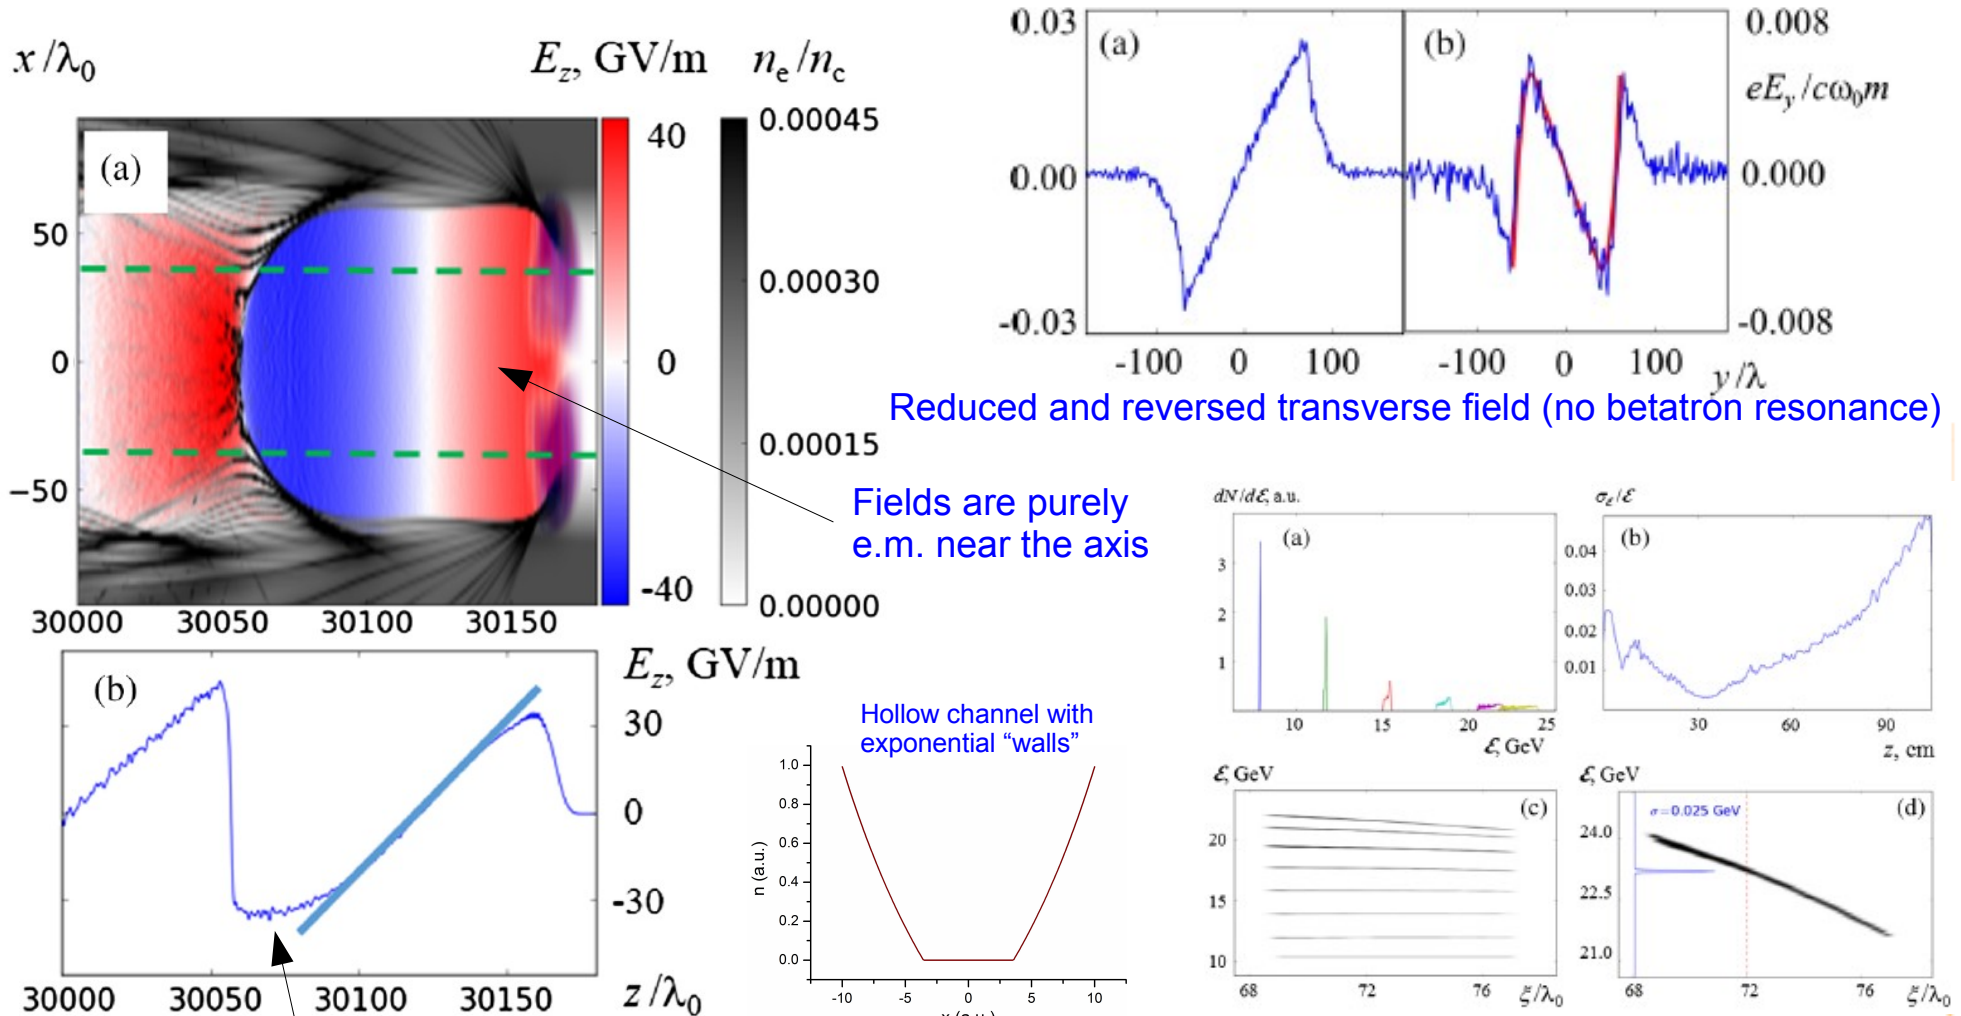 x/λ₀
E_z, GV/m
n_e/n_c
(a)
40
0
-40
0.00045
0.00030
0.00015
0.00000
50
0
−50
30000 30050 30100 30150
(b)
E_z, GV/m
30
0
-30
30000 30050 30100 30150
z/λ₀
0.03
0.00
-0.03
(a)
(b)
0.008
eE_y/cω₀m
0.000
-0.008
-100 0 100
-100 0 100
y/λ
Reduced and reversed transverse field (no betatron resonance)
Fields are purely
e.m. near the axis
Hollow channel with
exponential “walls”
n (a.u.)
1.0
0.8
0.6
0.4
0.2
0.0
-10 -5 0 5 10
x (a.u.)
dN/dℰ, a.u.
(a)
3
2
1
10 15 20 25
ℰ, GeV
σ_ℰ/ℰ
(b)
0.04
0.03
0.02
0.01
30 60 90
z, cm
ℰ, GeV
(c)
20
15
10
68 72 76
ξ/λ₀
ℰ, GeV
σ=0.025 GeV
(d)
24.0
22.5
21.0
68 72 76
ξ/λ₀